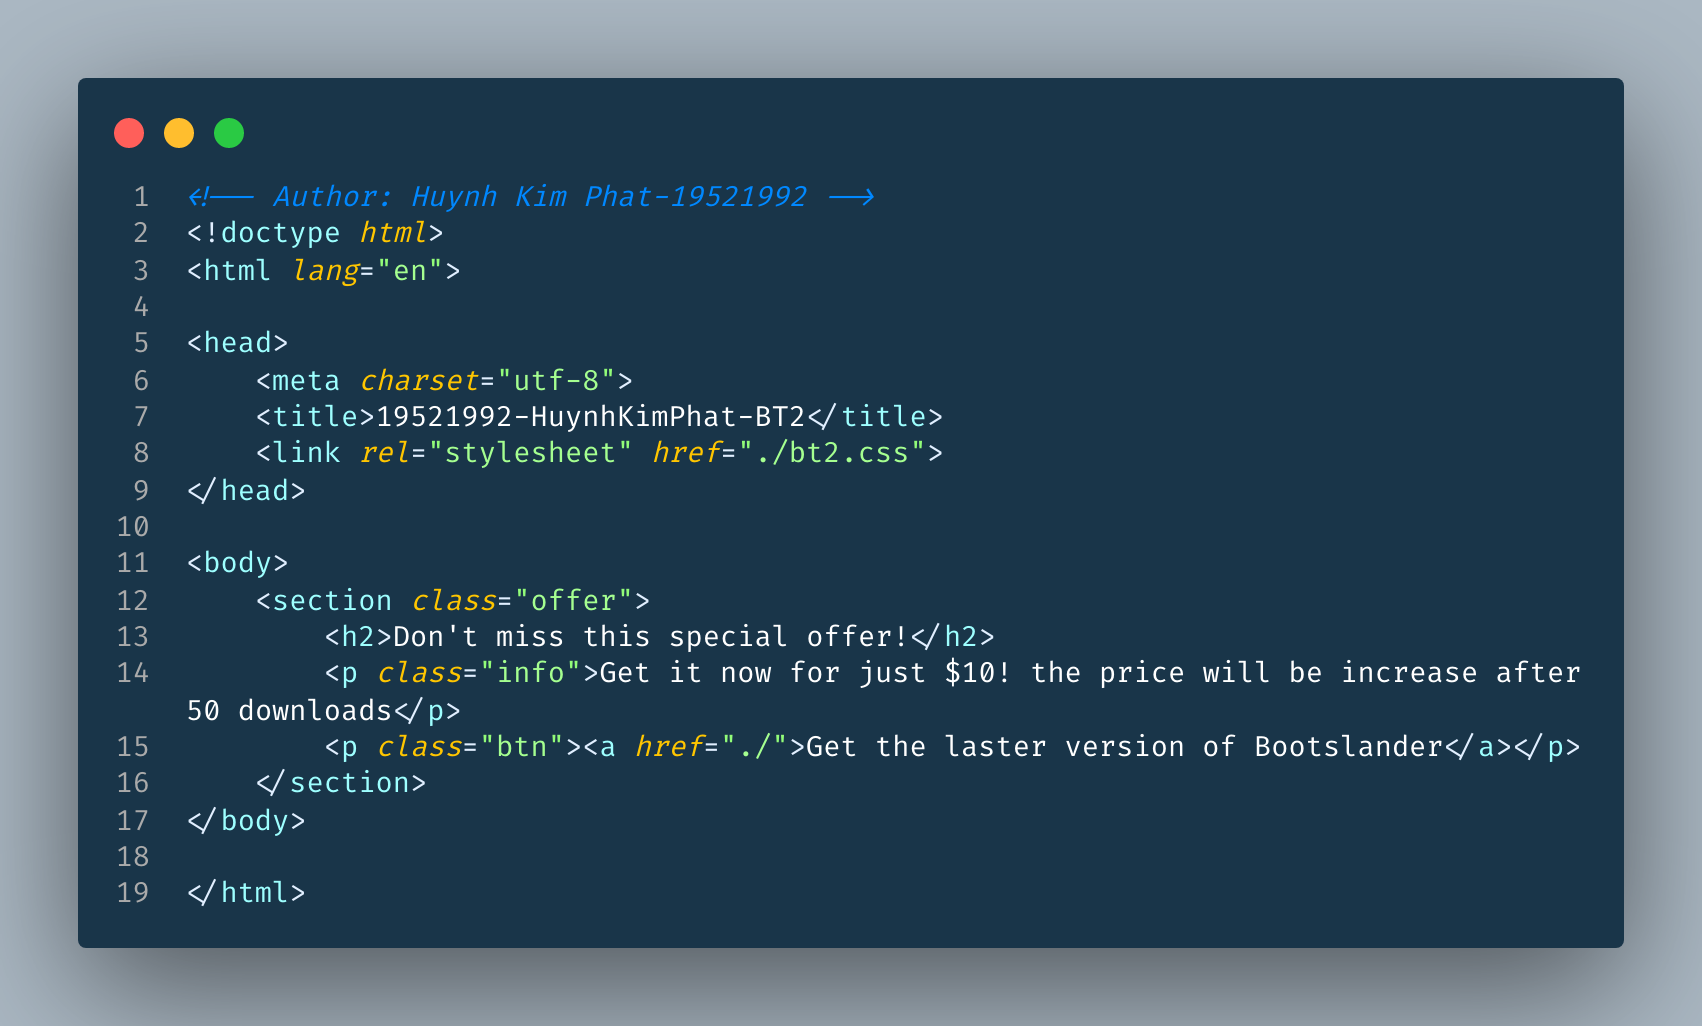 1 <!-- Author: Huynh Kim Phat-19521992 -->
2 <!doctype html>
3 <html lang="en">
4
5 <head>
6     <meta charset="utf-8">
7     <title>19521992-HuynhKimPhat-BT2</title>
8     <link rel="stylesheet" href="./bt2.css">
9 </head>
10
11 <body>
12     <section class="offer">
13         <h2>Don't miss this special offer!</h2>
14         <p class="info">Get it now for just $10! the price will be increase after
50 downloads</p>
15         <p class="btn"><a href="./">Get the laster version of Bootslander</a></p>
16     </section>
17 </body>
18
19 </html>